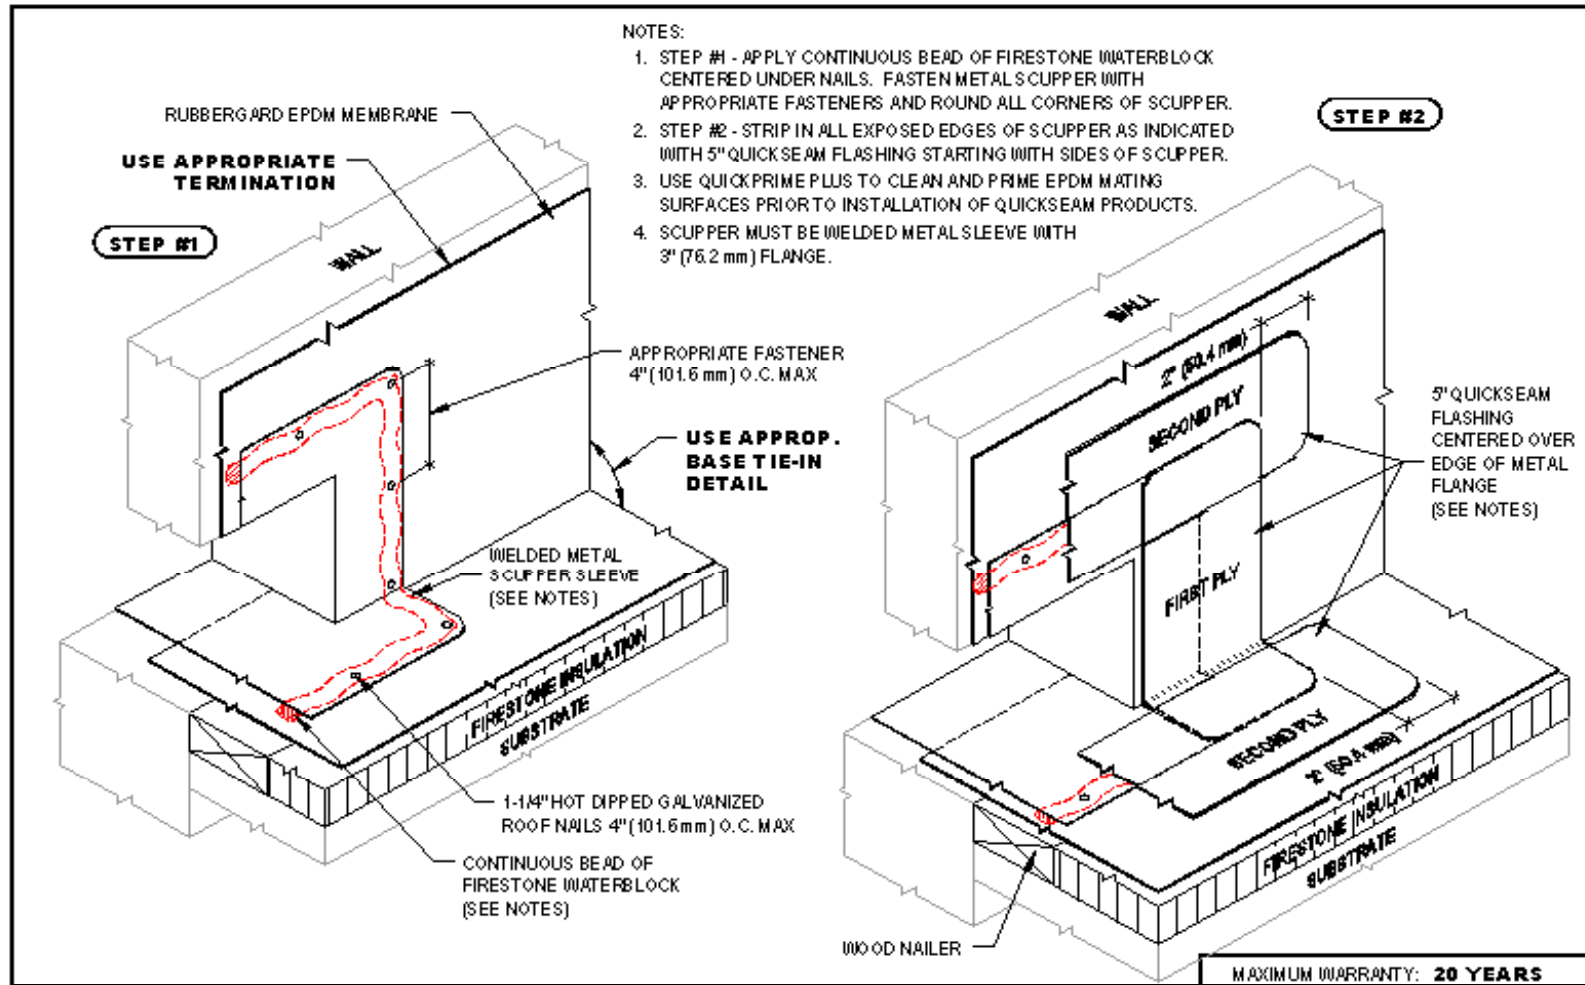 NOTES:
1. STEP #1 - APPLY CONTINUOUS BEAD OF FIRESTONE WATERBLOCK
CENTERED UNDER NAILS. FASTEN METAL SCUPPER WITH
APPROPRIATE FASTENERS AND ROUND ALL CORNERS OF SCUPPER.
2. STEP #2 - STRIP IN ALL EXPOSED EDGES OF SCUPPER AS INDICATED
WITH 5" QUICKSEAM FLASHING STARTING WITH SIDES OF SCUPPER.
3. USE QUICKPRIME PLUS TO CLEAN AND PRIME EPDM MATING
SURFACES PRIOR TO INSTALLATION OF QUICKSEAM PRODUCTS.
4. SCUPPER MUST BE WELDED METAL SLEEVE WITH
3" (76.2 mm) FLANGE.
STEP #1
RUBBERGARD EPDM MEMBRANE
USE APPROPRIATE
TERMINATION
WALL
APPROPRIATE FASTENER
4" (101.6 mm) O.C. MAX
USE APPROP.
BASE TIE-IN
DETAIL
WELDED METAL
SCUPPER SLEEVE
(SEE NOTES)
FIRESTONE INSULATION
SUBSTRATE
1-1/4" HOT DIPPED GALVANIZED
ROOF NAILS 4" (101.6 mm) O.C. MAX
CONTINUOUS BEAD OF
FIRESTONE WATERBLOCK
(SEE NOTES)
STEP #2
WALL
2" (50.4 mm)
SECOND PLY
5" QUICKSEAM
FLASHING
CENTERED OVER
EDGE OF METAL
FLANGE
(SEE NOTES)
FIRST PLY
SECOND PLY
2" (50.4 mm)
FIRESTONE INSULATION
SUBSTRATE
WOOD NAILER
MAXIMUM WARRANTY: 20 YEARS